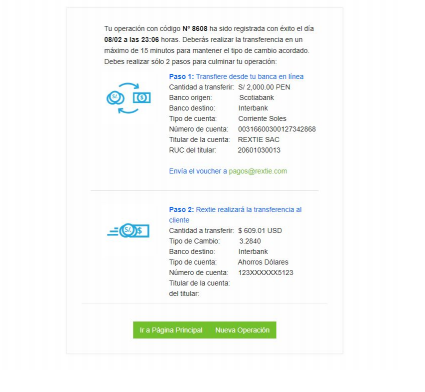 Tu operación con código Nº 8608 ha sido registrada con éxito el día
08/02 a las 23:06 horas. Deberás realizar la transferencia en un
máximo de 15 minutos para mantener el tipo de cambio acordado.
Debes realizar sólo 2 pasos para culminar tu operación:
Paso 1: Transfiere desde tu banca en línea
Cantidad a transferir: S/ 2,000.00 PEN
Banco origen: Scotiabank
Banco destino: Interbank
Tipo de cuenta: Corriente Soles
Número de cuenta: 00316600300127342868
Titular de la cuenta: REXTIE SAC
RUC del titular: 20601030013
Envía el voucher a pagos@rextie.com
Paso 2: Rextie realizará la transferencia al
cliente
Cantidad a transferir: $ 609.01 USD
Tipo de Cambio: 3.2840
Banco destino: Interbank
Tipo de cuenta: Ahorros Dólares
Número de cuenta: 123XXXXXX5123
Titular de la cuenta:
del titular:
Ir a Página Principal Nueva Operación